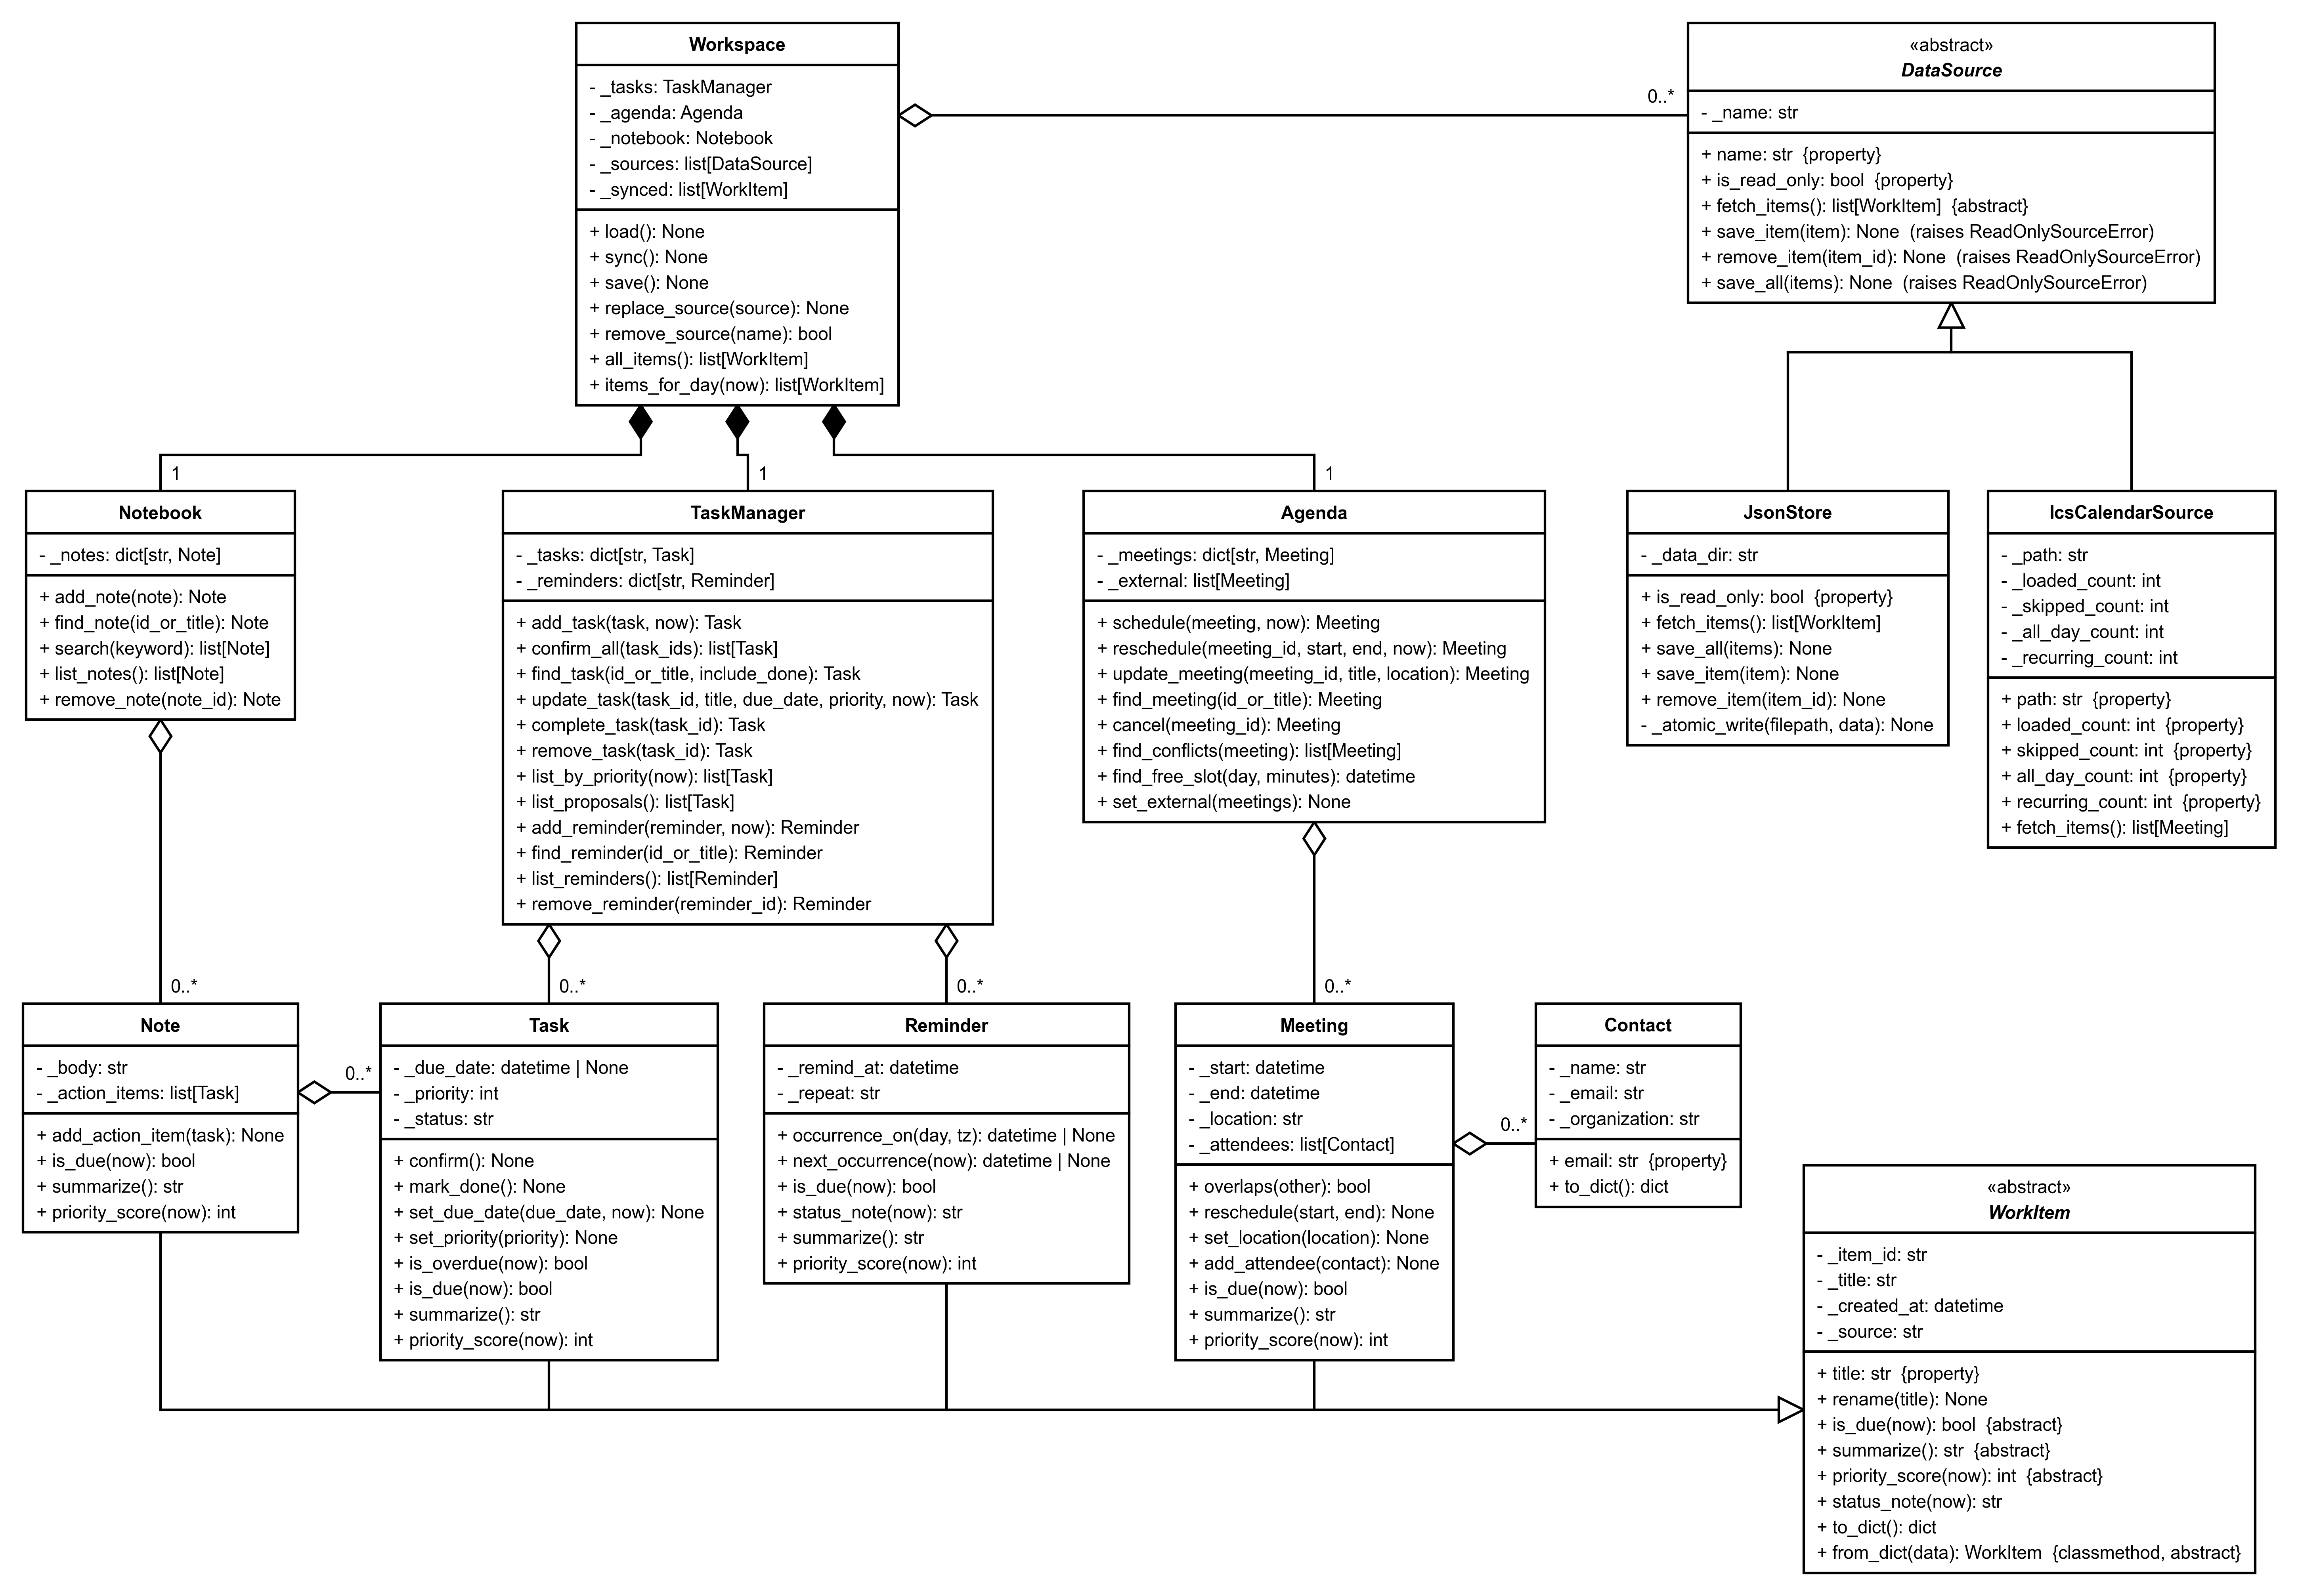 Workspace
- _tasks: TaskManager
- _agenda: Agenda
- _notebook: Notebook
- _sources: list[DataSource]
- _synced: list[WorkItem]
+ load(): None
+ sync(): None
+ save(): None
+ replace_source(source): None
+ remove_source(name): bool
+ all_items(): list[WorkItem]
+ items_for_day(now): list[WorkItem]
0..*
«abstract»
DataSource
- _name: str
+ name: str {property}
+ is_read_only: bool {property}
+ fetch_items(): list[WorkItem] {abstract}
+ save_item(item): None (raises ReadOnlySourceError)
+ remove_item(item_id): None (raises ReadOnlySourceError)
+ save_all(items): None (raises ReadOnlySourceError)
1
1
1
Notebook
- _notes: dict[str, Note]
+ add_note(note): Note
+ find_note(id_or_title): Note
+ search(keyword): list[Note]
+ list_notes(): list[Note]
+ remove_note(note_id): Note
TaskManager
- _tasks: dict[str, Task]
- _reminders: dict[str, Reminder]
+ add_task(task, now): Task
+ confirm_all(task_ids): list[Task]
+ find_task(id_or_title, include_done): Task
+ update_task(task_id, title, due_date, priority, now): Task
+ complete_task(task_id): Task
+ remove_task(task_id): Task
+ list_by_priority(now): list[Task]
+ list_proposals(): list[Task]
+ add_reminder(reminder, now): Reminder
+ find_reminder(id_or_title): Reminder
+ list_reminders(): list[Reminder]
+ remove_reminder(reminder_id): Reminder
Agenda
- _meetings: dict[str, Meeting]
- _external: list[Meeting]
+ schedule(meeting, now): Meeting
+ reschedule(meeting_id, start, end, now): Meeting
+ update_meeting(meeting_id, title, location): Meeting
+ find_meeting(id_or_title): Meeting
+ cancel(meeting_id): Meeting
+ find_conflicts(meeting): list[Meeting]
+ find_free_slot(day, minutes): datetime
+ set_external(meetings): None
JsonStore
- _data_dir: str
+ is_read_only: bool {property}
+ fetch_items(): list[WorkItem]
+ save_all(items): None
+ save_item(item): None
+ remove_item(item_id): None
- _atomic_write(filepath, data): None
IcsCalendarSource
- _path: str
- _loaded_count: int
- _skipped_count: int
- _all_day_count: int
- _recurring_count: int
+ path: str {property}
+ loaded_count: int {property}
+ skipped_count: int {property}
+ all_day_count: int {property}
+ recurring_count: int {property}
+ fetch_items(): list[Meeting]
0..*
0..*
0..*
0..*
Note
- _body: str
- _action_items: list[Task]
+ add_action_item(task): None
+ is_due(now): bool
+ summarize(): str
+ priority_score(now): int
0..*
Task
- _due_date: datetime | None
- _priority: int
- _status: str
+ confirm(): None
+ mark_done(): None
+ set_due_date(due_date, now): None
+ set_priority(priority): None
+ is_overdue(now): bool
+ is_due(now): bool
+ summarize(): str
+ priority_score(now): int
Reminder
- _remind_at: datetime
- _repeat: str
+ occurrence_on(day, tz): datetime | None
+ next_occurrence(now): datetime | None
+ is_due(now): bool
+ status_note(now): str
+ summarize(): str
+ priority_score(now): int
Meeting
- _start: datetime
- _end: datetime
- _location: str
- _attendees: list[Contact]
+ overlaps(other): bool
+ reschedule(start, end): None
+ set_location(location): None
+ add_attendee(contact): None
+ is_due(now): bool
+ summarize(): str
+ priority_score(now): int
0..*
Contact
- _name: str
- _email: str
- _organization: str
+ email: str {property}
+ to_dict(): dict
«abstract»
WorkItem
- _item_id: str
- _title: str
- _created_at: datetime
- _source: str
+ title: str {property}
+ rename(title): None
+ is_due(now): bool {abstract}
+ summarize(): str {abstract}
+ priority_score(now): int {abstract}
+ status_note(now): str
+ to_dict(): dict
+ from_dict(data): WorkItem {classmethod, abstract}